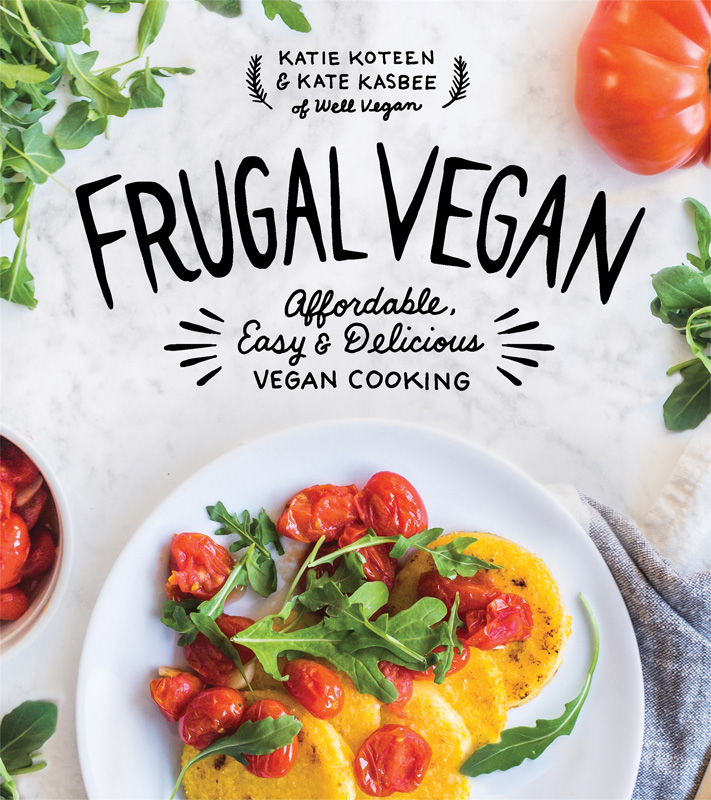 KATIE KOTEEN
& KATE KASBEE
of Well Vegan
FRUGAL VEGAN
Affordable,
Easy & Delicious
VEGAN COOKING